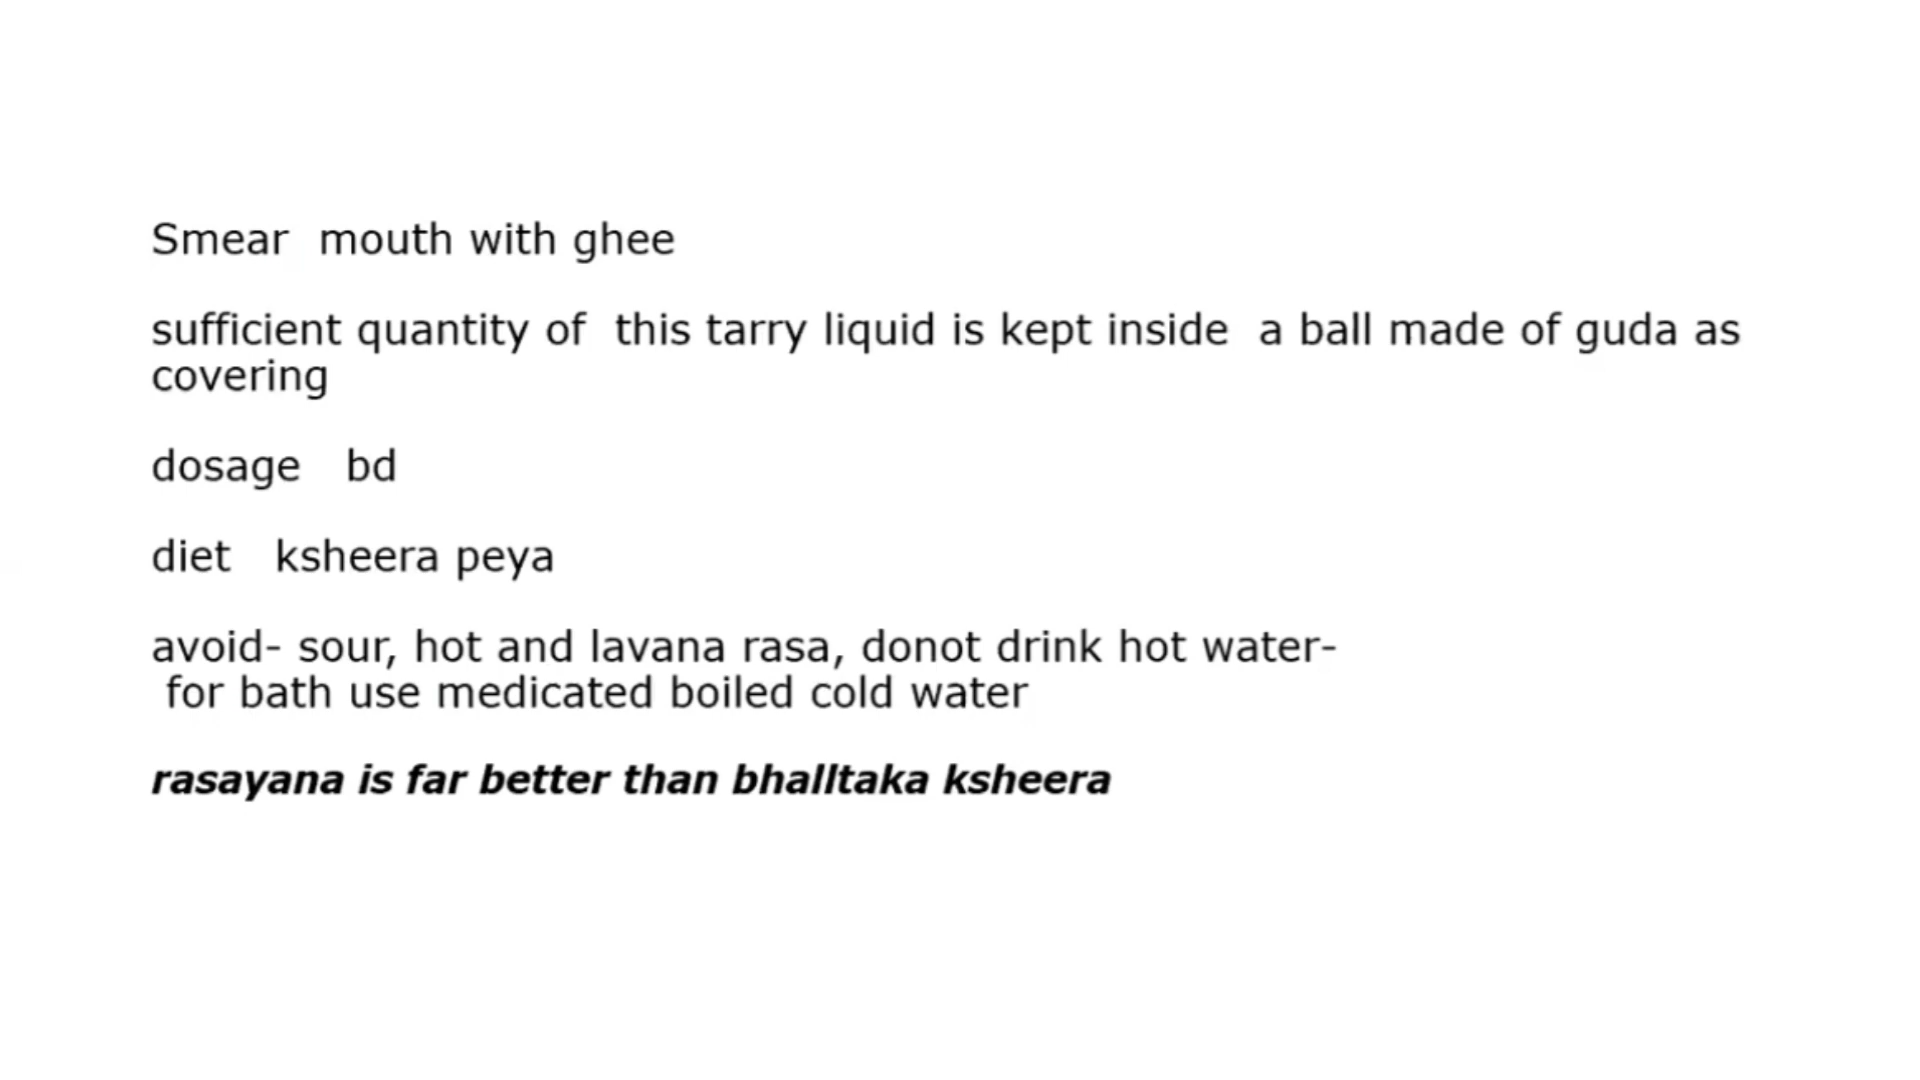 Smear mouth with ghee
sufficient quantity of this tarry liquid is kept inside a ball made of guda as
covering
dosage bd
diet ksheera peya
avoid- sour, hot and lavana rasa, donot drink hot water-
for bath use medicated boiled cold water
rasayana is far better than bhalltaka ksheera